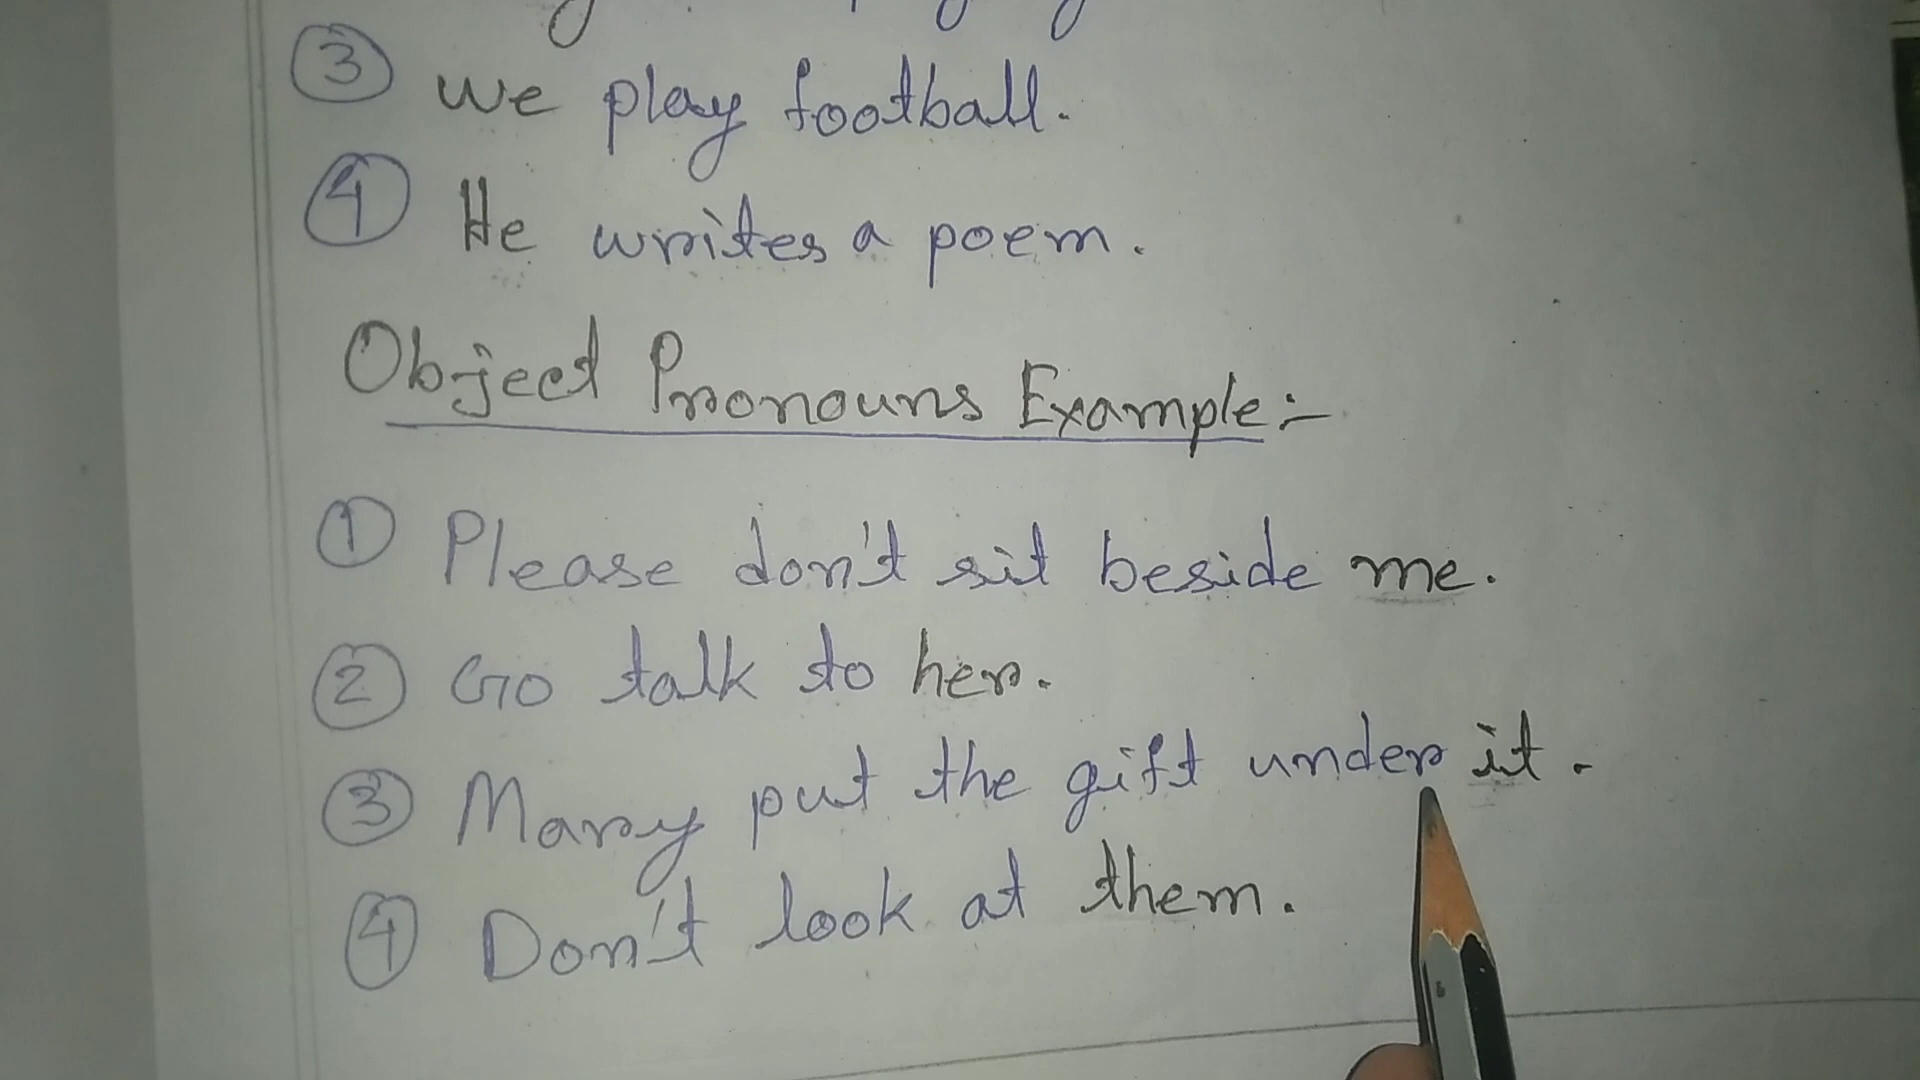 ③ We play football.
④ He writes a poem.
Object Pronouns Example:-
① Please don't sit beside me.
② Go talk to her.
③ Mary put the gift under it.
④ Don't look at them.